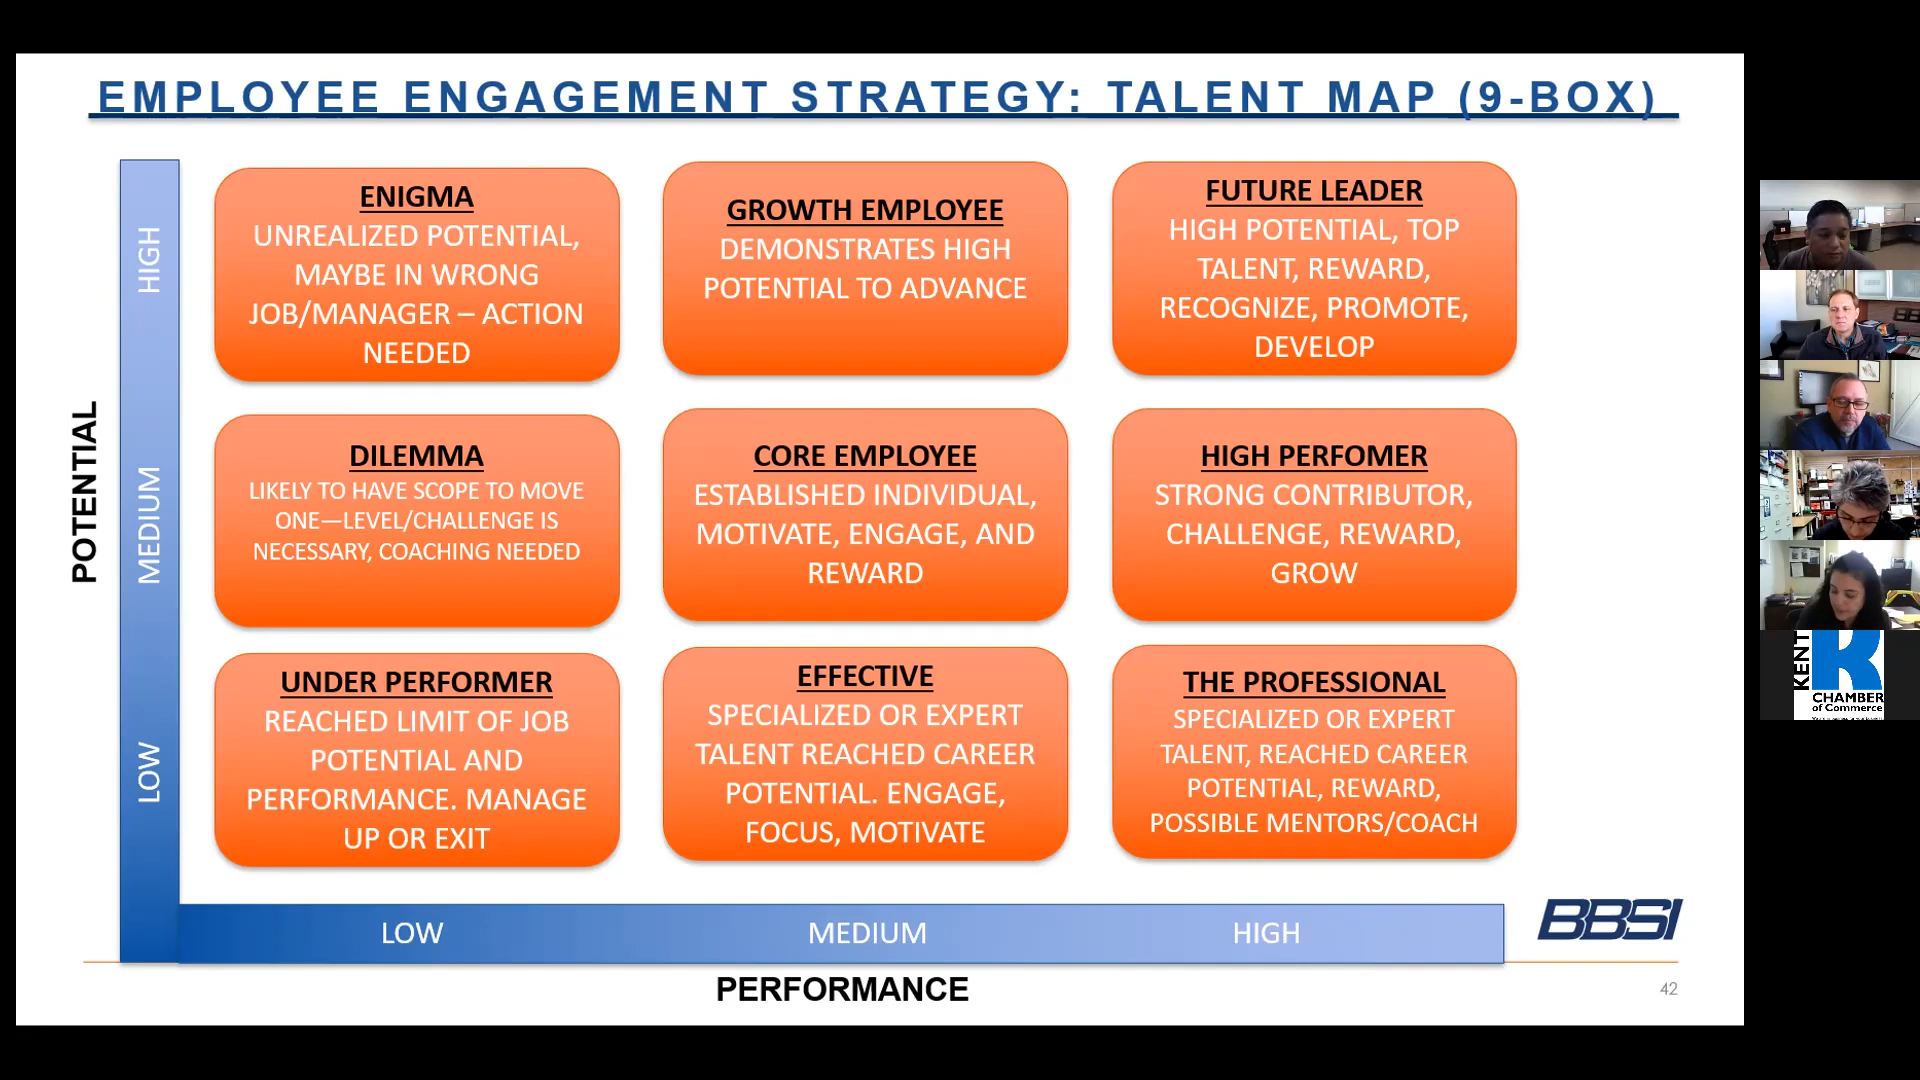 EMPLOYEE ENGAGEMENT STRATEGY: TALENT MAP (9-BOX)
POTENTIAL
HIGH
MEDIUM
LOW
ENIGMA
UNREALIZED POTENTIAL,
MAYBE IN WRONG
JOB/MANAGER – ACTION
NEEDED
GROWTH EMPLOYEE
DEMONSTRATES HIGH
POTENTIAL TO ADVANCE
FUTURE LEADER
HIGH POTENTIAL, TOP
TALENT, REWARD,
RECOGNIZE, PROMOTE,
DEVELOP
DILEMMA
LIKELY TO HAVE SCOPE TO MOVE
ONE—LEVEL/CHALLENGE IS
NECESSARY, COACHING NEEDED
CORE EMPLOYEE
ESTABLISHED INDIVIDUAL,
MOTIVATE, ENGAGE, AND
REWARD
HIGH PERFOMER
STRONG CONTRIBUTOR,
CHALLENGE, REWARD,
GROW
UNDER PERFORMER
REACHED LIMIT OF JOB
POTENTIAL AND
PERFORMANCE. MANAGE
UP OR EXIT
EFFECTIVE
SPECIALIZED OR EXPERT
TALENT REACHED CAREER
POTENTIAL. ENGAGE,
FOCUS, MOTIVATE
THE PROFESSIONAL
SPECIALIZED OR EXPERT
TALENT, REACHED CAREER
POTENTIAL, REWARD,
POSSIBLE MENTORS/COACH
LOW
MEDIUM
HIGH
PERFORMANCE
BBSI
42
KENT
CHAMBER
of Commerce